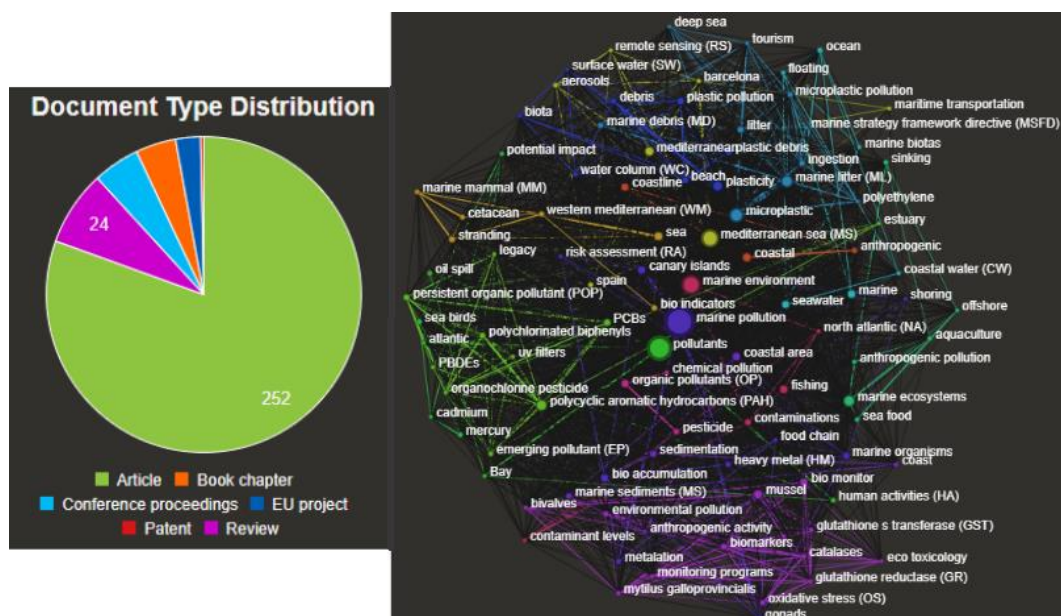 Document Type Distribution
24
252
Article
Book chapter
Conference proceedings
EU project
Patent
Review
deep sea
tourism
remote sensing (RS)
ocean
surface water (SW)
floating
aerosols
barcelona
debris
plastic pollution
microplastic pollution
maritime transportation
biota
marine debris (MD)
litter
marine strategy framework directive (MSFD)
mediterraneanplastic debris
marine biotas
potential impact
ingestion
sinking
water column (WC)
beach
plasticity
marine litter (ML)
coastline
marine mammal (MM)
polyethylene
cetacean
western mediterranean (WM)
microplastic
estuary
stranding
sea
mediterranean sea (MS)
legacy
risk assessment (RA)
coastal
anthropogenic
oil spill
canary islands
coastal water (CW)
spain
marine environment
persistent organic pollutant (POP)
marine
shoring
bio indicators
seawater
offshore
sea birds
PCBs
marine pollution
atlantic
polychlorinated biphenyls
north atlantic (NA)
aquaculture
pollutants
PBDEs
uv filters
coastal area
anthropogenic pollution
chemical pollution
organic pollutants (OP)
organochlorine pesticide
fishing
marine ecosystems
polycyclic aromatic hydrocarbons (PAH)
cadmium
contaminations
sea food
mercury
pesticide
food chain
emerging pollutant (EP)
sedimentation
marine organisms
heavy metal (HM)
coast
Bay
bio accumulation
bio monitor
marine sediments (MS)
mussel
human activities (HA)
bivalves
environmental pollution
anthropogenic activity
glutathione s transferase (GST)
contaminant levels
biomarkers
catalases
metalation
eco toxicology
monitoring programs
glutathione reductase (GR)
mytilus galloprovincialis
oxidative stress (OS)
gonads